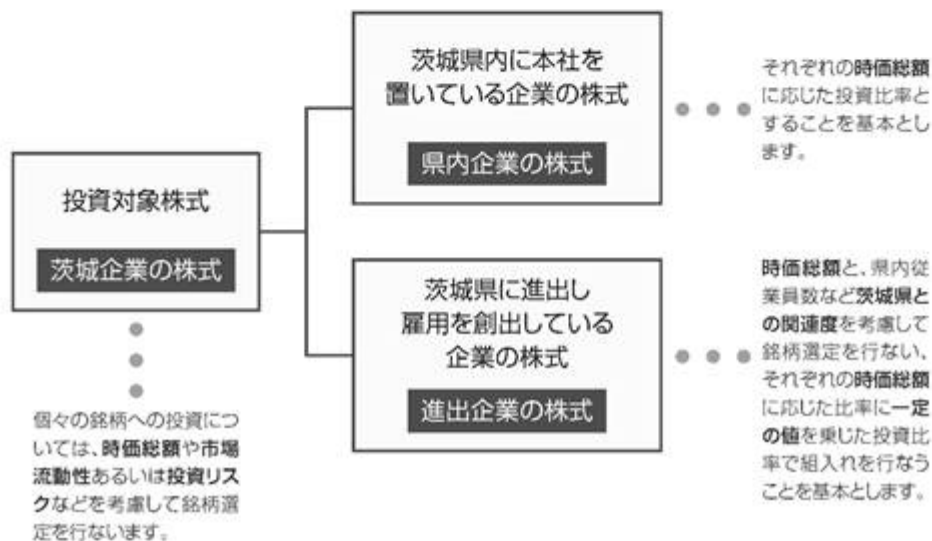 投資対象株式
茨城企業の株式
個々の銘柄への投資につ
いては、時価総額や市場
流動性あるいは投資リス
クなどを考慮して銘柄選
定を行ないます。
茨城県内に本社を
置いている企業の株式
県内企業の株式
それぞれの時価総額
に応じた投資比率と
することを基本とし
ます。
茨城県に進出し
雇用を創出している
企業の株式
進出企業の株式
時価総額と、県内従
業員数など茨城県と
の関連度を考慮して
銘柄選定を行ない、
それぞれの時価総額
に応じた比率に一定
の値を乗じた投資比
率で組入れを行なう
ことを基本とします。